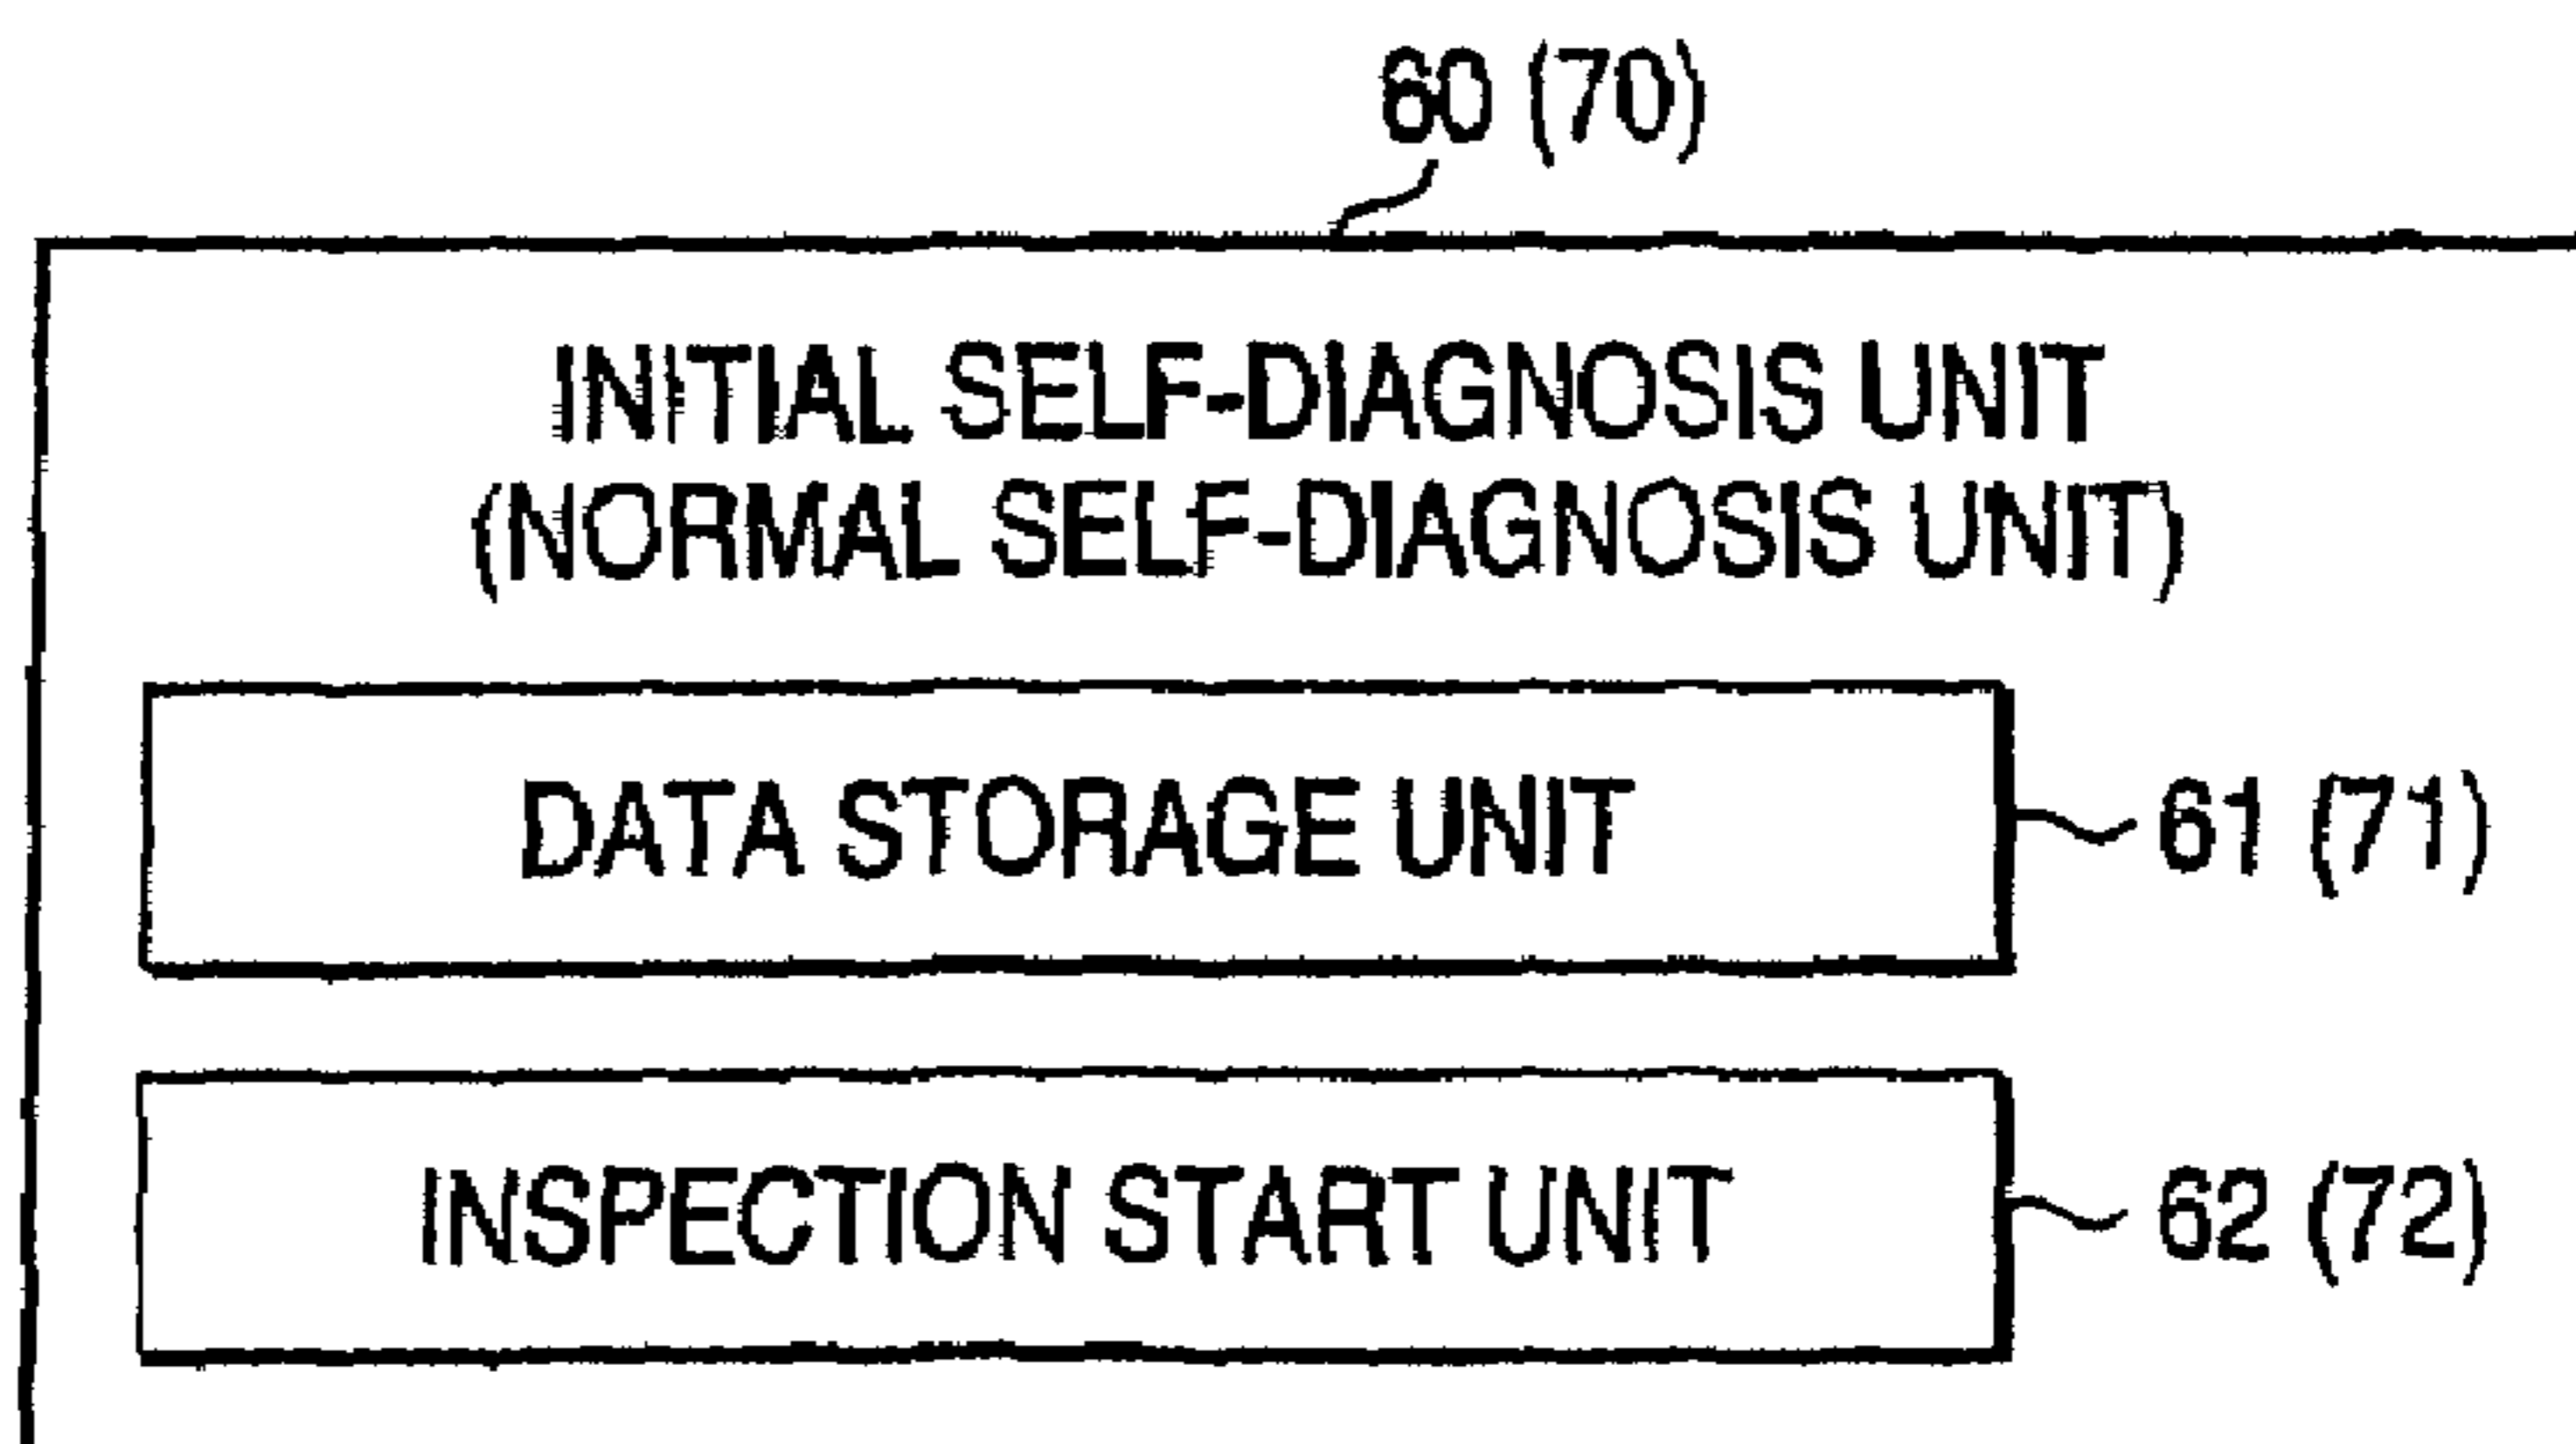 60 (70)
INITIAL SELF-DIAGNOSIS UNIT
(NORMAL SELF-DIAGNOSIS UNIT)
DATA STORAGE UNIT
61 (71)
INSPECTION START UNIT
62 (72)